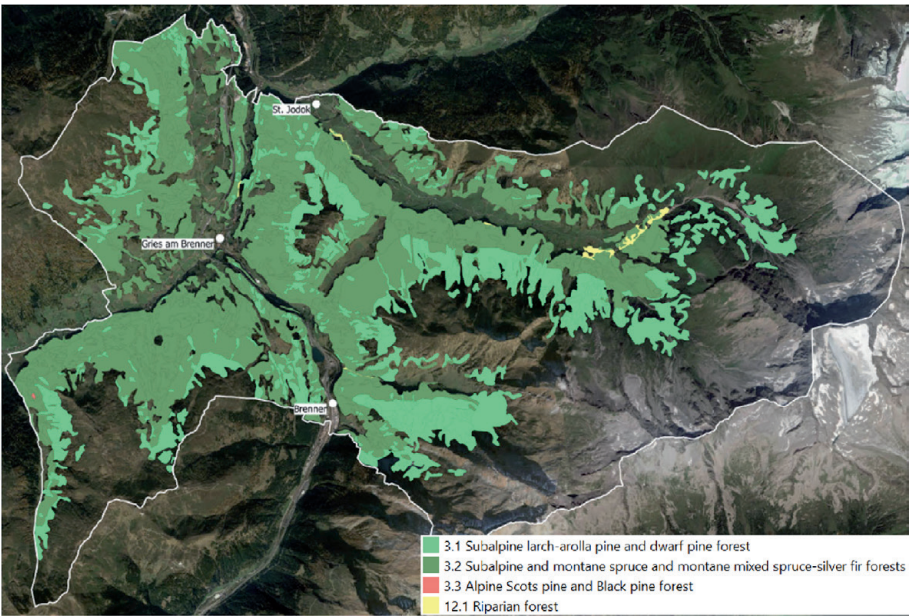 St. Jodok
Gries am Brenner
Brenner
3.1 Subalpine larch-arolla pine and dwarf pine forest
3.2 Subalpine and montane spruce and montane mixed spruce-silver fir forests
3.3 Alpine Scots pine and Black pine forest
12.1 Riparian forest